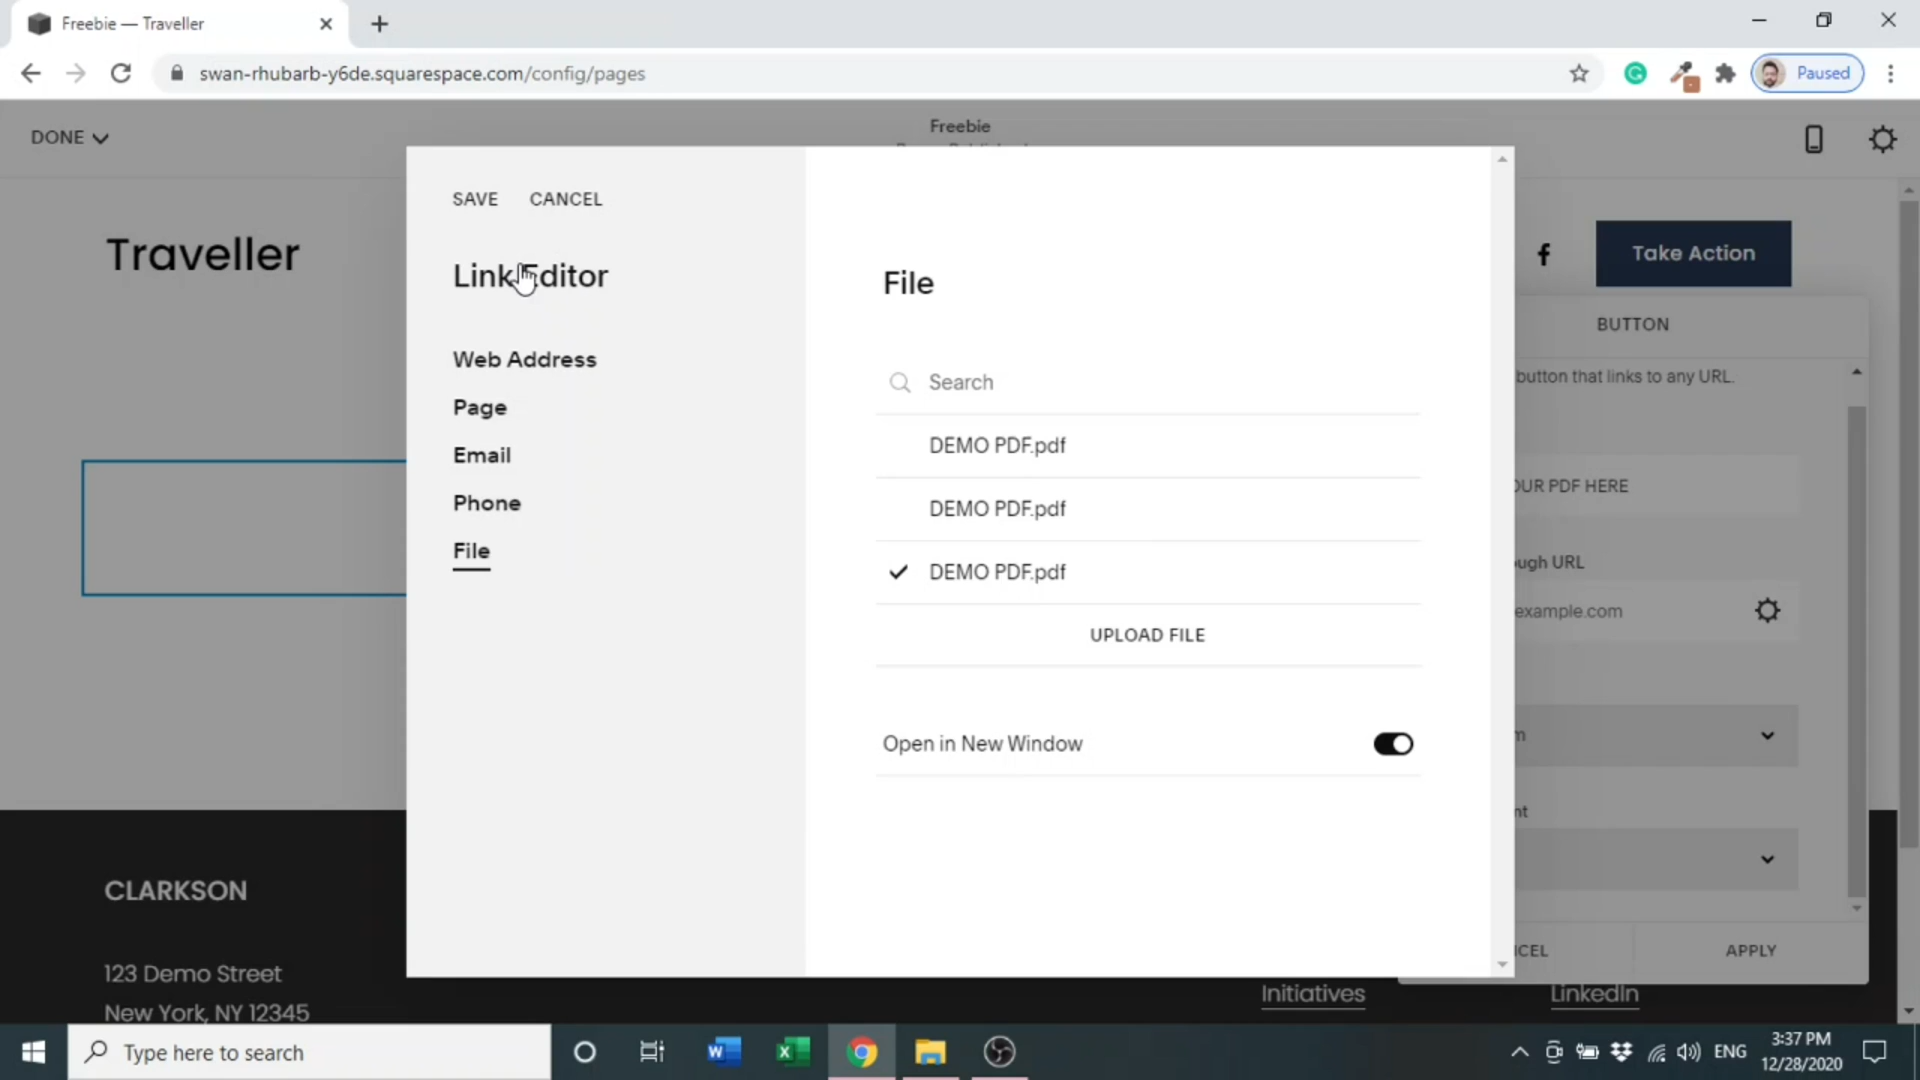 Freebie — Traveller
swan-rhubarb-y6de.squarespace.com/config/pages
Paused
DONE
Freebie
Traveller
Take Action
SAVE CANCEL
Link Editor
Web Address
Page
Email
Phone
File
File
Search
DEMO PDF.pdf
DEMO PDF.pdf
DEMO PDF.pdf
UPLOAD FILE
Open in New Window
BUTTON
button that links to any URL.
OUR PDF HERE
ough URL
example.com
APPLY
CLARKSON
123 Demo Street
New York, NY 12345
Initiatives
LinkedIn
Type here to search
ENG
3:37 PM
12/28/2020